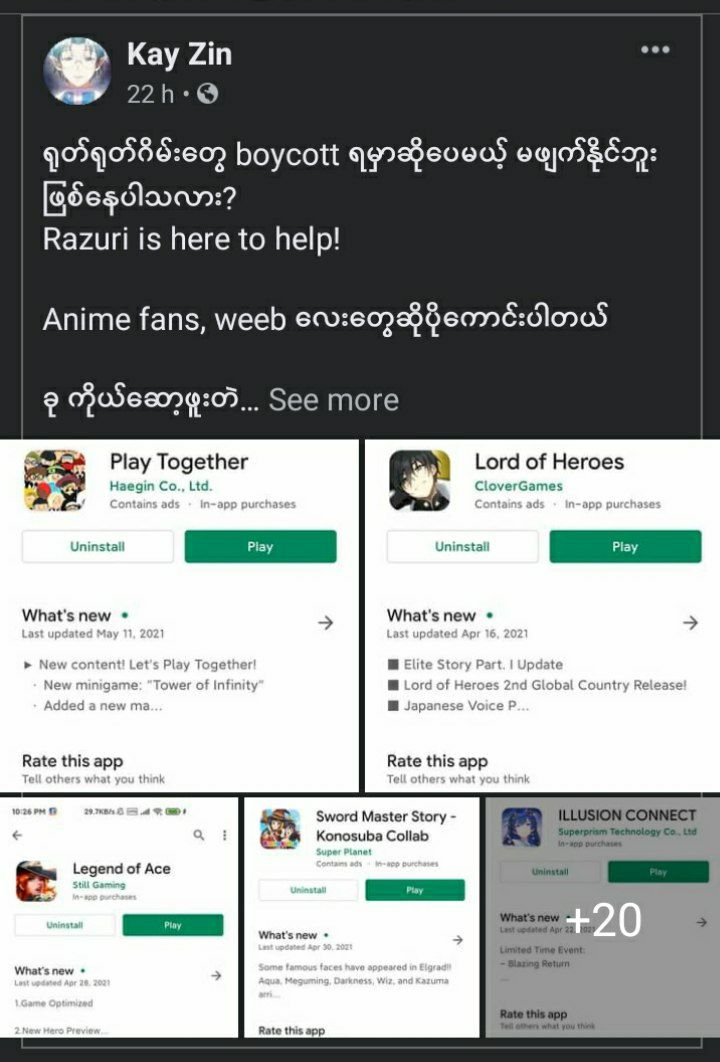 Kay Zin
22 h
ရုတ်ရုတ်ဂိမ်းတွေ boycott ရမှာဆိုပေမယ့် မဖျက်နိုင်ဘူး
ဖြစ်နေပါသလား?
Razuri is here to help!
Anime fans, weeb လေးတွေဆိုပိုကောင်းပါတယ်
ခု ကိုယ်ဆော့ဖူးတဲ... See more
Play Together
Haegin Co., Ltd.
Contains ads · In-app purchases
Uninstall
Play
What's new
Last updated May 11, 2021
► New content! Let's Play Together!
· New minigame: "Tower of Infinity"
· Added a new ma...
Rate this app
Tell others what you think
Lord of Heroes
CloverGames
Contains ads · In-app purchases
Uninstall
Play
What's new
Last updated Apr 16, 2021
■ Elite Story Part. I Update
■ Lord of Heroes 2nd Global Country Release!
■ Japanese Voice P...
Rate this app
Tell others what you think
10:26 PM 29.7KB/s
Legend of Ace
Still Gaming
In-app purchases
Uninstall
Play
What's new
Last updated Apr 28, 2021
1.Game Optimized
2.New Hero Preview...
Sword Master Story -
Konosuba Collab
Super Planet
Contains ads · In-app purchases
Uninstall
Play
What's new
Last updated Apr 30, 2021
Some famous faces have appeared in Elgrad!!
Aqua, Meguming, Darkness, Wiz, and Kazuma
arri...
Rate this app
ILLUSION CONNECT
Superprism Technology Co., Ltd
In-app purchases
Uninstall
Play
What's new
+20
Last updated Apr 22, 2021
Limited Time Event:
- Blazing Return
...
Rate this app
Tell others what you think